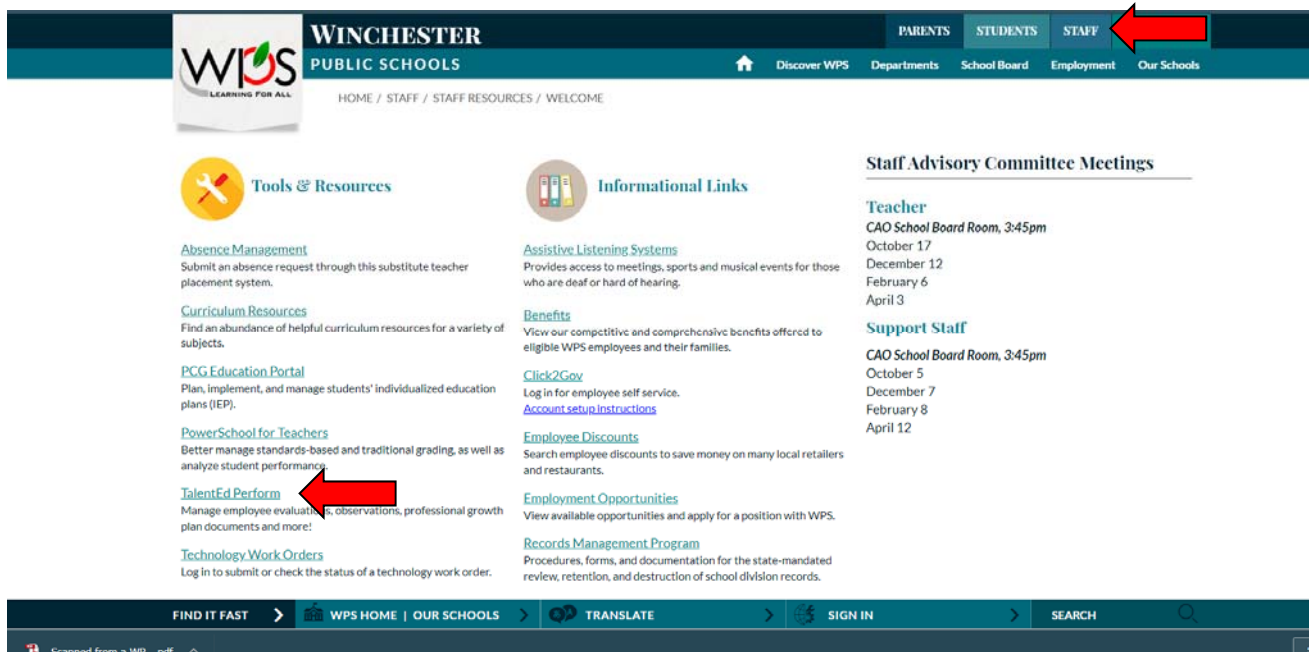 WINCHESTER
PUBLIC SCHOOLS
WPS
LEARNING FOR ALL
PARENTS STUDENTS STAFF
Discover WPS Departments School Board Employment Our Schools
HOME / STAFF / STAFF RESOURCES / WELCOME
Tools & Resources
Absence Management
Submit an absence request through this substitute teacher
placement system.
Curriculum Resources
Find an abundance of helpful curriculum resources for a variety of
subjects.
PCG Education Portal
Plan, implement, and manage students' individualized education
plans (IEP).
PowerSchool for Teachers
Better manage standards-based and traditional grading, as well as
analyze student performance.
TalentEd Perform
Manage employee evaluations, observations, professional growth
plan documents and more!
Technology Work Orders
Log in to submit or check the status of a technology work order.
Informational Links
Assistive Listening Systems
Provides access to meetings, sports and musical events for those
who are deaf or hard of hearing.
Benefits
View our competitive and comprehensive benefits offered to
eligible WPS employees and their families.
Click2Gov
Log in for employee self service.
Account setup instructions
Employee Discounts
Search employee discounts to save money on many local retailers
and restaurants.
Employment Opportunities
View available opportunities and apply for a position with WPS.
Records Management Program
Procedures, forms, and documentation for the state-mandated
review, retention, and destruction of school division records.
Staff Advisory Committee Meetings
Teacher
CAO School Board Room, 3:45pm
October 17
December 12
February 6
April 3
Support Staff
CAO School Board Room, 3:45pm
October 5
December 7
February 8
April 12
FIND IT FAST WPS HOME | OUR SCHOOLS TRANSLATE SIGN IN SEARCH
Scanned from a WP....pdf